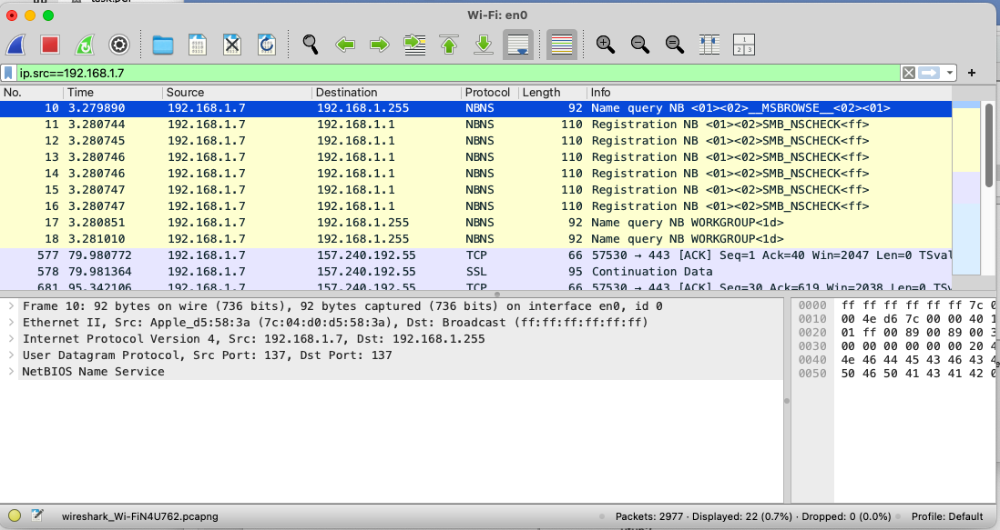 task.pdf
Wi-Fi: en0
ip.src==192.168.1.7
No. Time Source Destination Protocol Length Info
10 3.279890 192.168.1.7 192.168.1.255 NBNS 92 Name query NB <01><02>__MSBROWSE__<02><01>
11 3.280744 192.168.1.7 192.168.1.1 NBNS 110 Registration NB <01><02>SMB_NSCHECK<ff>
12 3.280745 192.168.1.7 192.168.1.1 NBNS 110 Registration NB <01><02>SMB_NSCHECK<ff>
13 3.280746 192.168.1.7 192.168.1.1 NBNS 110 Registration NB <01><02>SMB_NSCHECK<ff>
14 3.280746 192.168.1.7 192.168.1.1 NBNS 110 Registration NB <01><02>SMB_NSCHECK<ff>
15 3.280747 192.168.1.7 192.168.1.1 NBNS 110 Registration NB <01><02>SMB_NSCHECK<ff>
16 3.280747 192.168.1.7 192.168.1.1 NBNS 110 Registration NB <01><02>SMB_NSCHECK<ff>
17 3.280851 192.168.1.7 192.168.1.255 NBNS 92 Name query NB WORKGROUP<1d>
18 3.281010 192.168.1.7 192.168.1.255 NBNS 92 Name query NB WORKGROUP<1d>
577 79.980772 192.168.1.7 157.240.192.55 TCP 66 57530 → 443 [ACK] Seq=1 Ack=40 Win=2047 Len=0 TSval
578 79.981364 192.168.1.7 157.240.192.55 SSL 95 Continuation Data
681 95.342106 192.168.1.7 157.240.192.55 TCP 66 57530 → 443 [ACK] Seq=30 Ack=619 Win=2038 Len=0 TSv
Frame 10: 92 bytes on wire (736 bits), 92 bytes captured (736 bits) on interface en0, id 0
Ethernet II, Src: Apple_d5:58:3a (7c:04:d0:d5:58:3a), Dst: Broadcast (ff:ff:ff:ff:ff:ff)
Internet Protocol Version 4, Src: 192.168.1.7, Dst: 192.168.1.255
User Datagram Protocol, Src Port: 137, Dst Port: 137
NetBIOS Name Service
0000 ff ff ff ff ff ff 7c 0
0010 00 4e d6 7c 00 00 40 1
0020 01 ff 00 89 00 89 00 3
0030 00 00 00 00 00 00 20 4
0040 4e 46 44 45 43 46 43 4
0050 50 46 50 41 43 41 42 0
wireshark_Wi-FiN4U762.pcapng
Packets: 2977 · Displayed: 22 (0.7%) · Dropped: 0 (0.0%)
Profile: Default